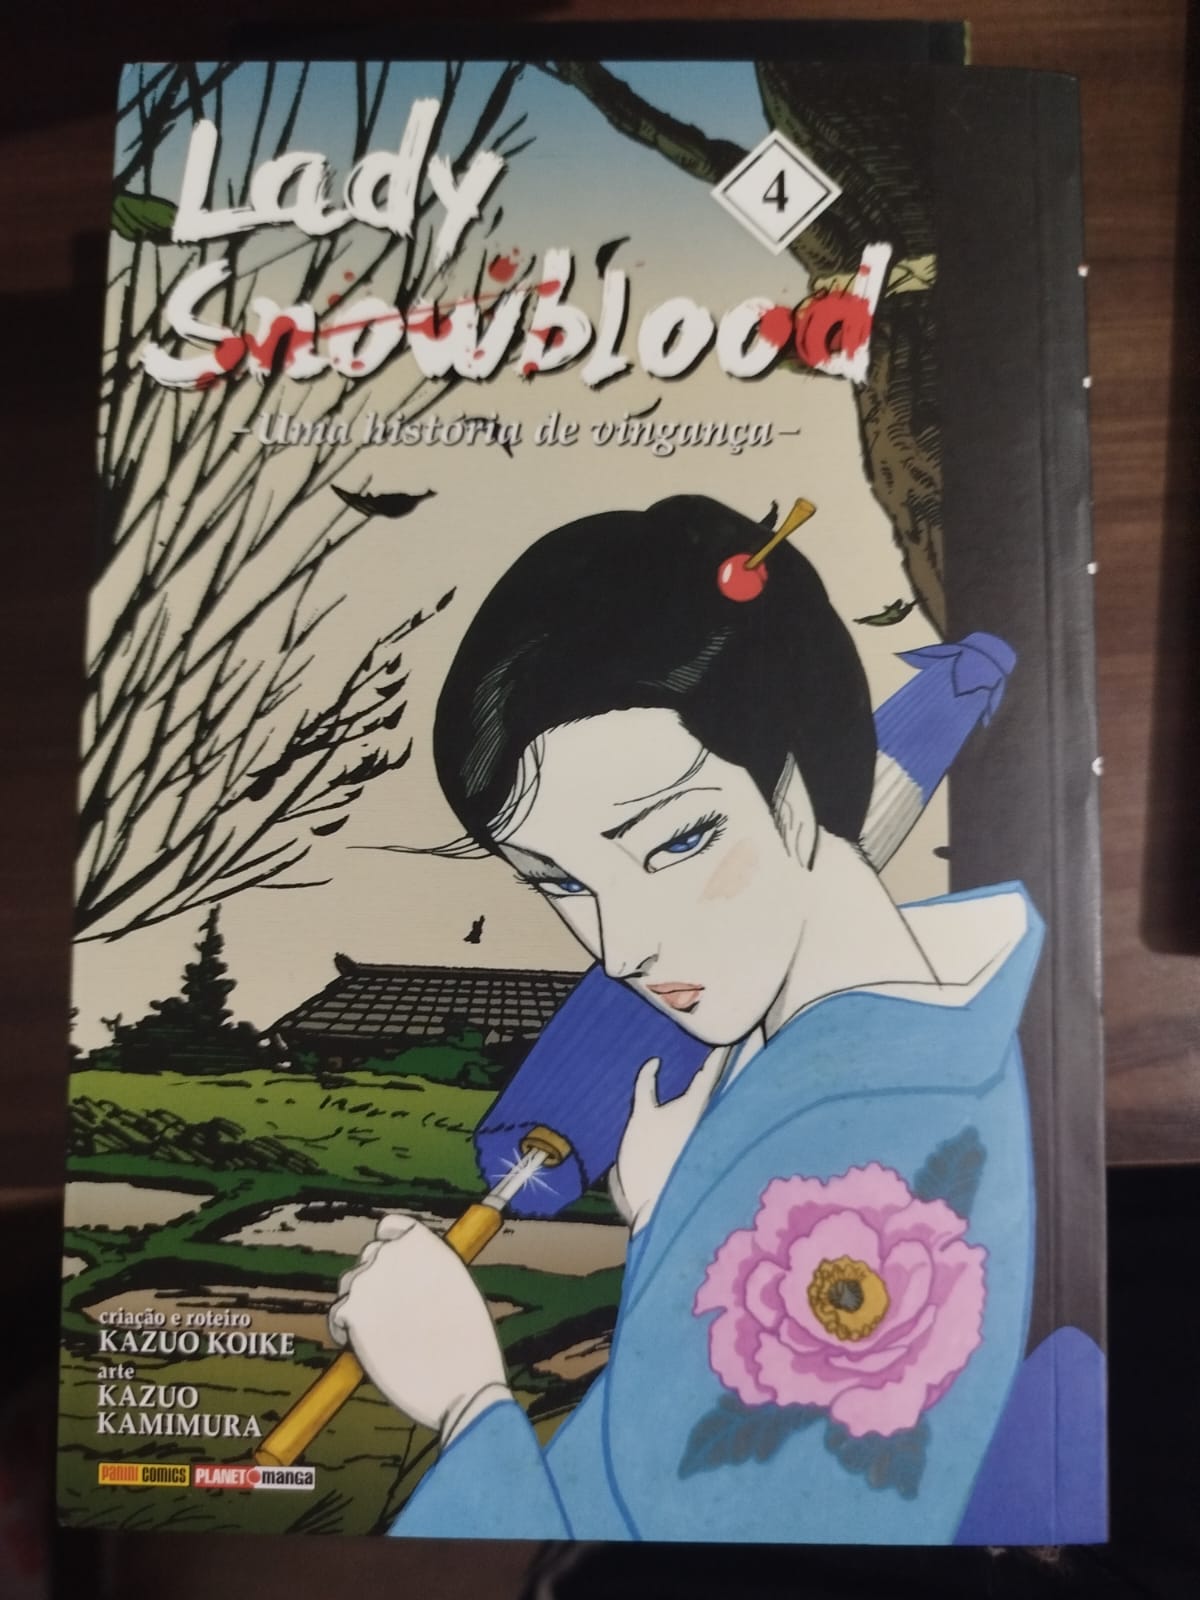 Lady
4
Snowblood
-Uma história de vingança-
criação e roteiro
KAZUO KOIKE
arte
KAZUO
KAMIMURA
PANINI COMICS PLANET manga